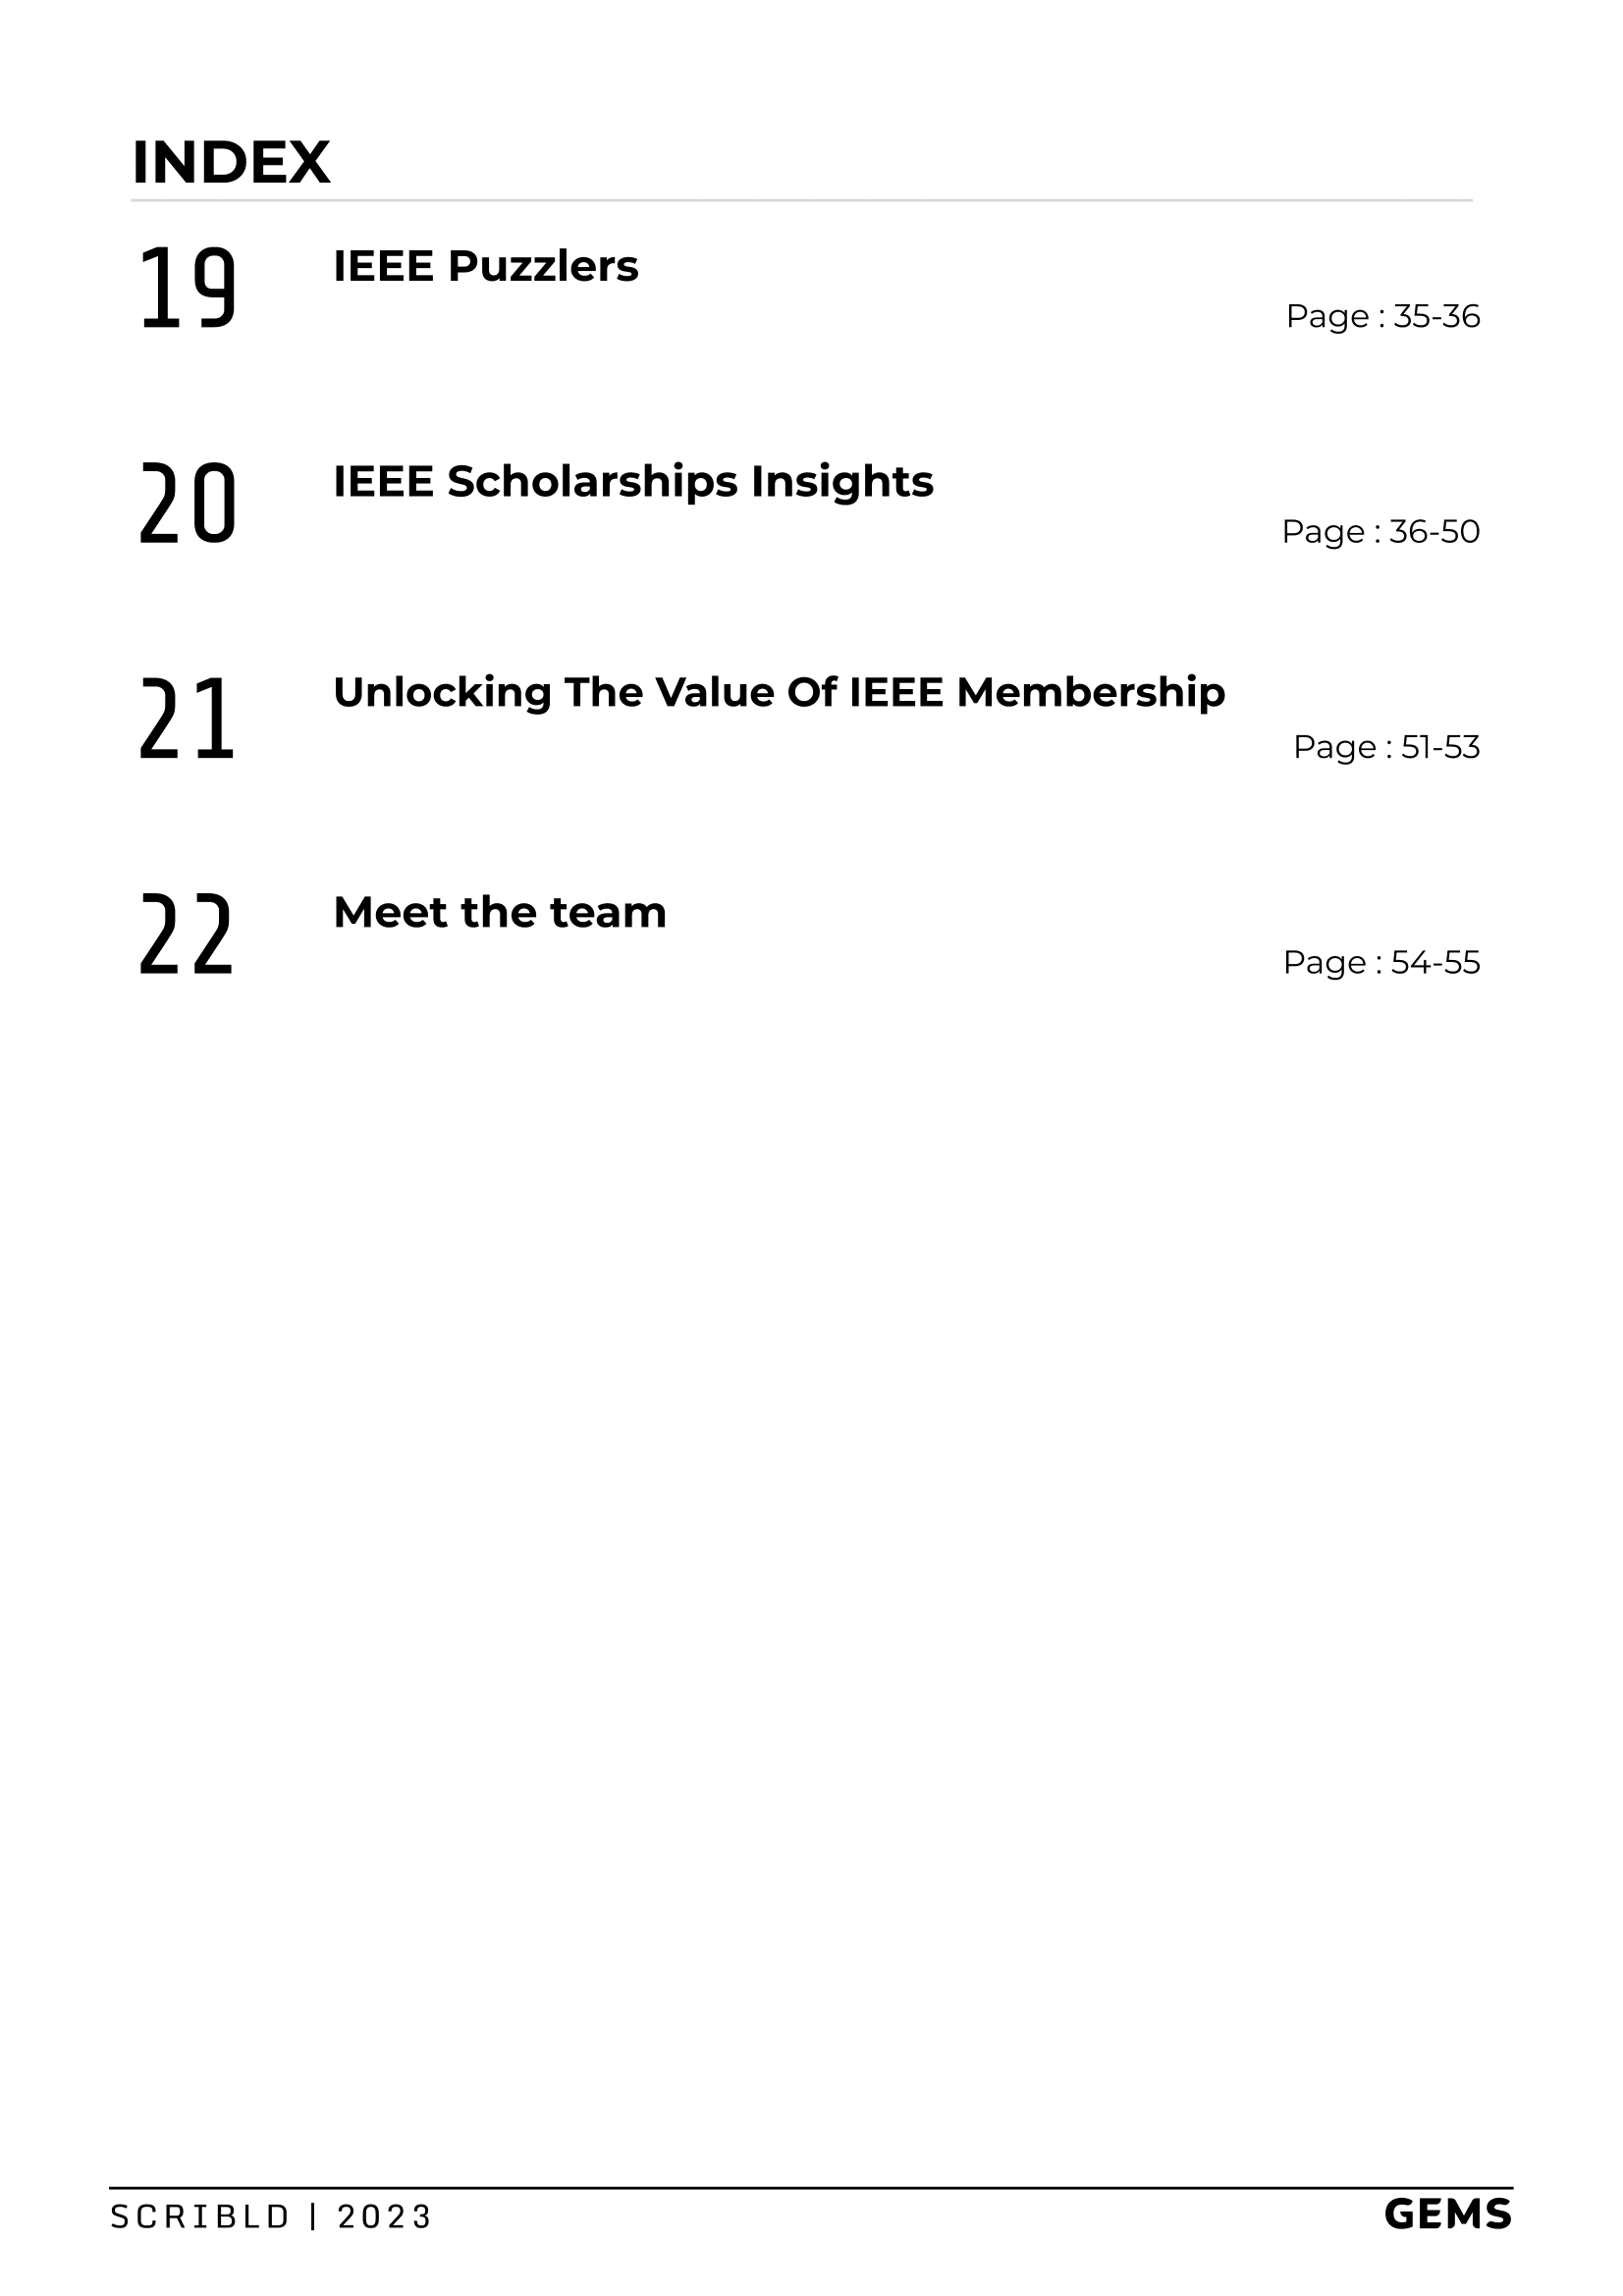 INDEX
19 IEEE Puzzlers
Page : 35-36
20 IEEE Scholarships Insights
Page : 36-50
21 Unlocking The Value Of IEEE Membership
Page : 51-53
22 Meet the team
Page : 54-55
SCRIBLD | 2023 GEMS